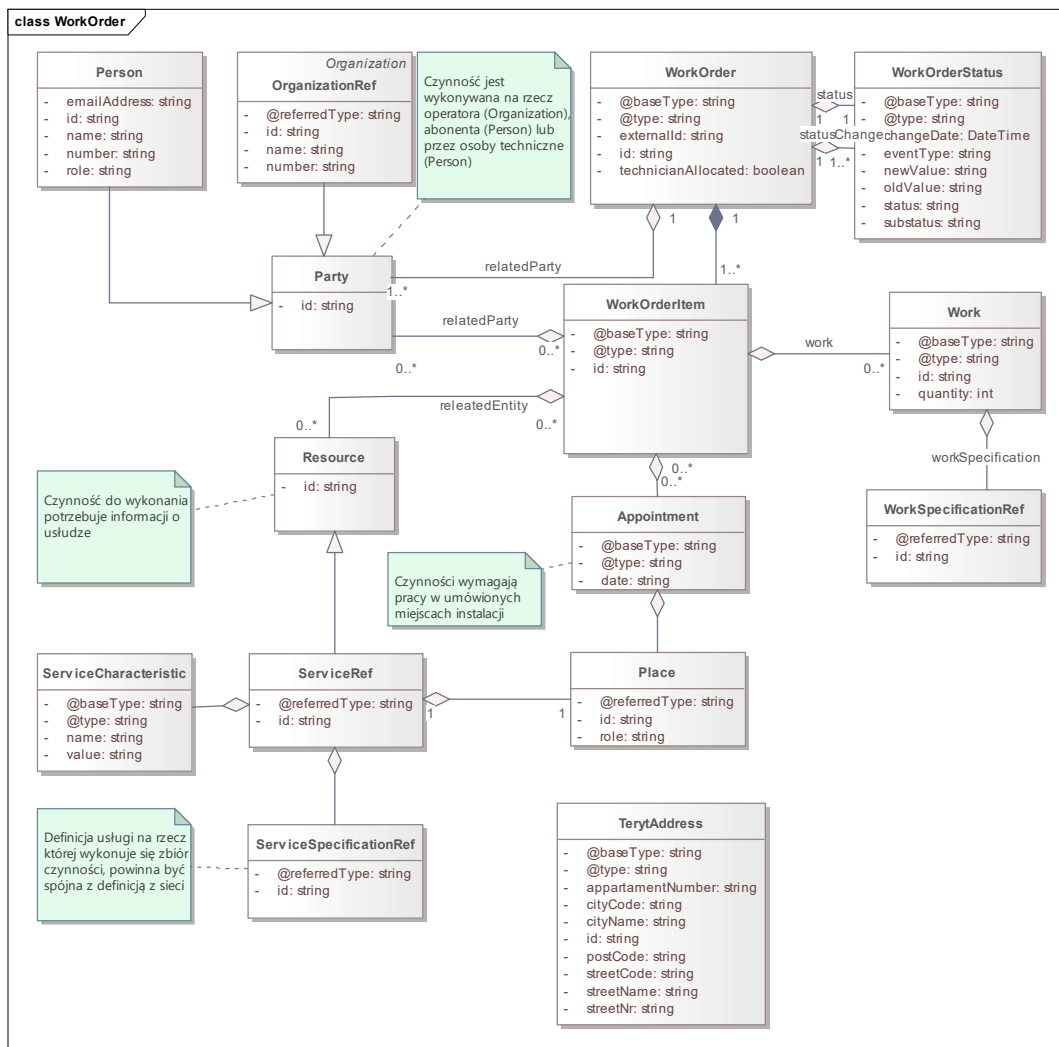 class WorkOrder
Person
- emailAddress: string
- id: string
- name: string
- number: string
- role: string
Organization
OrganizationRef
- @referredType: string
- id: string
- name: string
- number: string
Czynność jest
wykonywana na rzecz
operatora (Organization),
abonenta (Person) lub
przez osoby techniczne
(Person)
WorkOrder
- @baseType: string
- @type: string
- externalId: string
- id: string
- technicianAllocated: boolean
status
1
1
statusChange
1
1..*
WorkOrderStatus
- @baseType: string
- @type: string
- changeDate: DateTime
- eventType: string
- newValue: string
- oldValue: string
- status: string
- substatus: string
1
1
relatedParty
1..*
1..*
Party
- id: string
relatedParty
0..*
0..*
WorkOrderItem
- @baseType: string
- @type: string
- id: string
work
0..*
Work
- @baseType: string
- @type: string
- id: string
- quantity: int
releatedEntity
0..*
0..*
workSpecification
WorkSpecificationRef
- @referredType: string
- id: string
Resource
- id: string
Czynność do wykonania
potrzebuje informacji o
usłudze
0..*
0..*
Appointment
- @baseType: string
- @type: string
- date: string
Czynności wymagają
pracy w umówionych
miejscach instalacji
ServiceCharacteristic
- @baseType: string
- @type: string
- name: string
- value: string
ServiceRef
- @referredType: string
- id: string
1
1
Place
- @referredType: string
- id: string
- role: string
Definicja usługi na rzecz
której wykonuje się zbiór
czynności, powinna być
spójna z definicją z sieci
ServiceSpecificationRef
- @referredType: string
- id: string
TerytAddress
- @baseType: string
- @type: string
- appartamentNumber: string
- cityCode: string
- cityName: string
- id: string
- postCode: string
- streetCode: string
- streetName: string
- streetNr: string